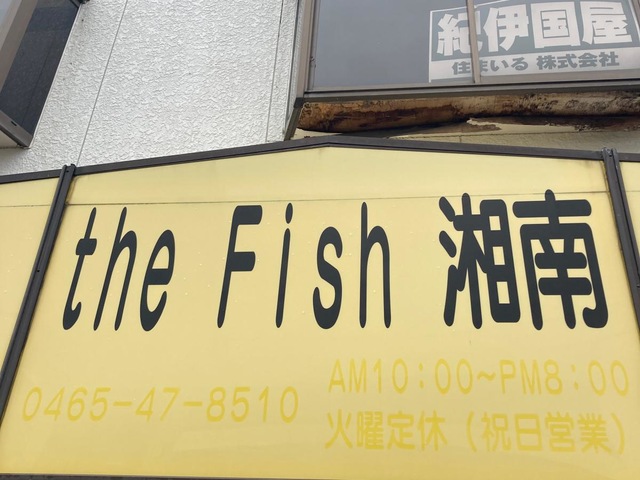 紀伊国屋
住まいる 株式会社
the Fish 湘南
0465-47-8510
AM10:00~PM8:00
火曜定休(祝日営業)